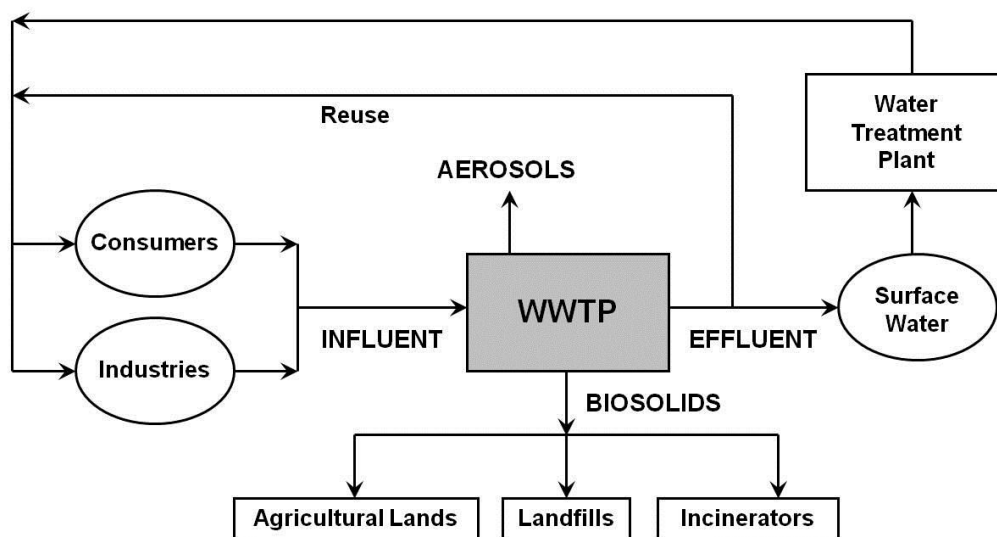 Reuse
Water
Treatment
Plant
AEROSOLS
Consumers
WWTP
Surface
Water
INFLUENT
EFFLUENT
Industries
BIOSOLIDS
Agricultural Lands
Landfills
Incinerators